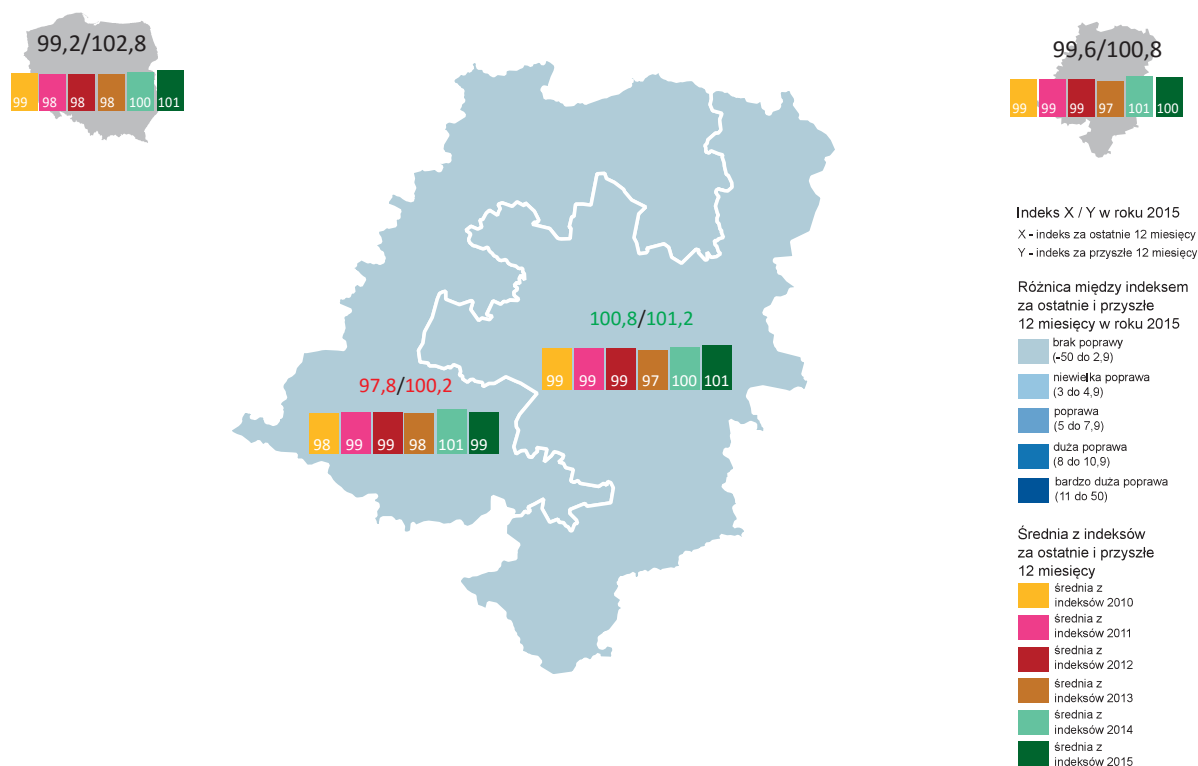 99,2/102,8
99 98 98 98 100 101
99,6/100,8
99 99 99 97 101 100
100,8/101,2
99 99 99 97 100 101
97,8/100,2
98 99 99 98 101 99
Indeks X / Y w roku 2015
X - indeks za ostatnie 12 miesięcy
Y - indeks za przyszłe 12 miesięcy
Różnica między indeksem
za ostatnie i przyszłe
12 miesięcy w roku 2015
brak poprawy
(-50 do 2,9)
niewielka poprawa
(3 do 4,9)
poprawa
(5 do 7,9)
duża poprawa
(8 do 10,9)
bardzo duża poprawa
(11 do 50)
Średnia z indeksów
za ostatnie i przyszłe
12 miesięcy
średnia z
indeksów 2010
średnia z
indeksów 2011
średnia z
indeksów 2012
średnia z
indeksów 2013
średnia z
indeksów 2014
średnia z
indeksów 2015